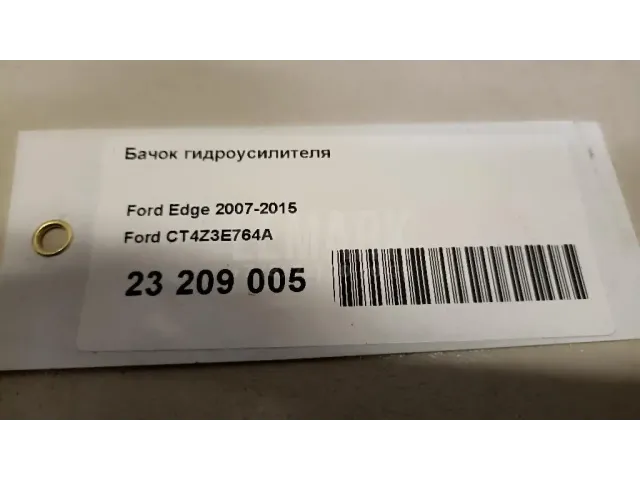 Бачок гидроусилителя
Ford Edge 2007-2015
Ford CT4Z3E764A
23 209 005